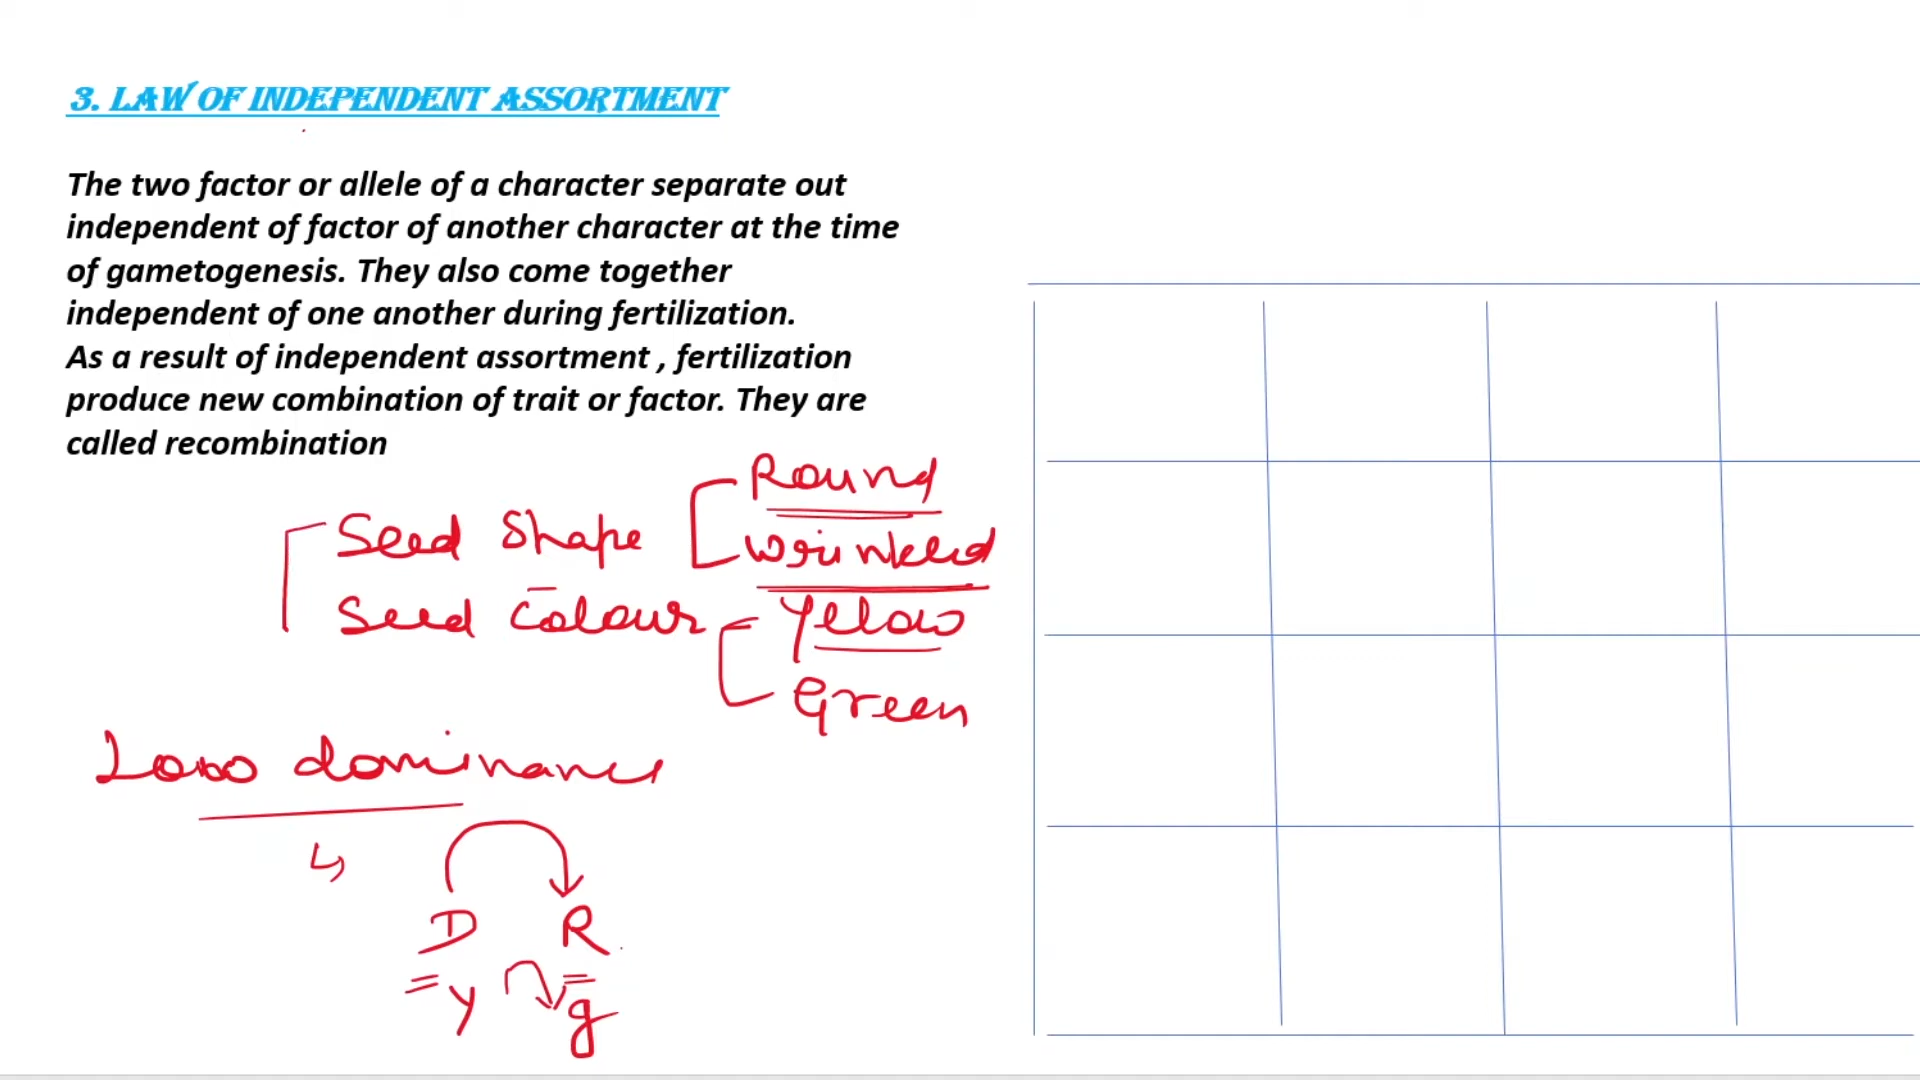 3. LAW OF INDEPENDENT ASSORTMENT
The two factor or allele of a character separate out
independent of factor of another character at the time
of gametogenesis. They also come together
independent of one another during fertilization.
As a result of independent assortment , fertilization
produce new combination of trait or factor. They are
called recombination
Round
Seed Shape
Wrinkled
Seed Colour
Yellow
Green
dominance
D R
y g